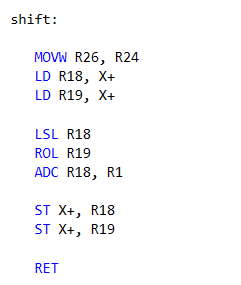 shift:
MOVW R26, R24
LD R18, X+
LD R19, X+
LSL R18
ROL R19
ADC R18, R1
ST X+, R18
ST X+, R19
RET